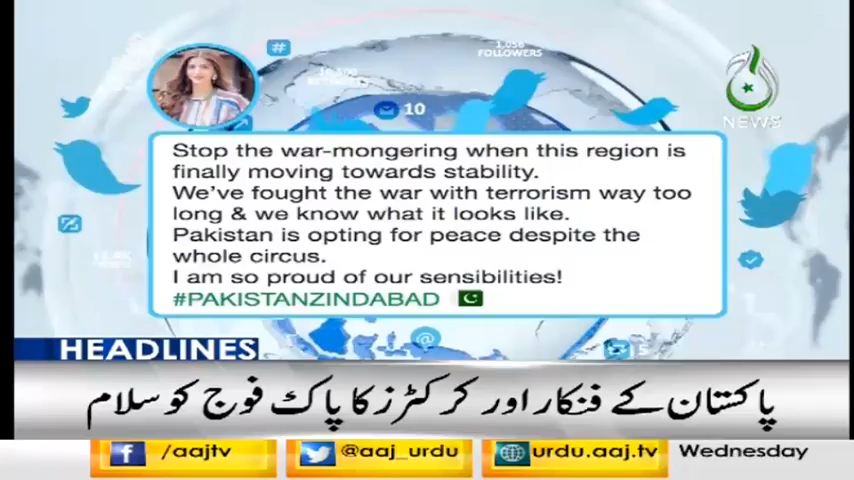 1,056
FOLLOWERS
10
NEWS
Stop the war-mongering when this region is
finally moving towards stability.
We've fought the war with terrorism way too
long & we know what it looks like.
Pakistan is opting for peace despite the
whole circus.
I am so proud of our sensibilities!
#PAKISTANZINDABAD
HEADLINES
پاکستان کے فنکار اور کرکٹرز کا پاک فوج کو سلام
/aajtv
@aaj_urdu
urdu.aaj.tv
Wednesday